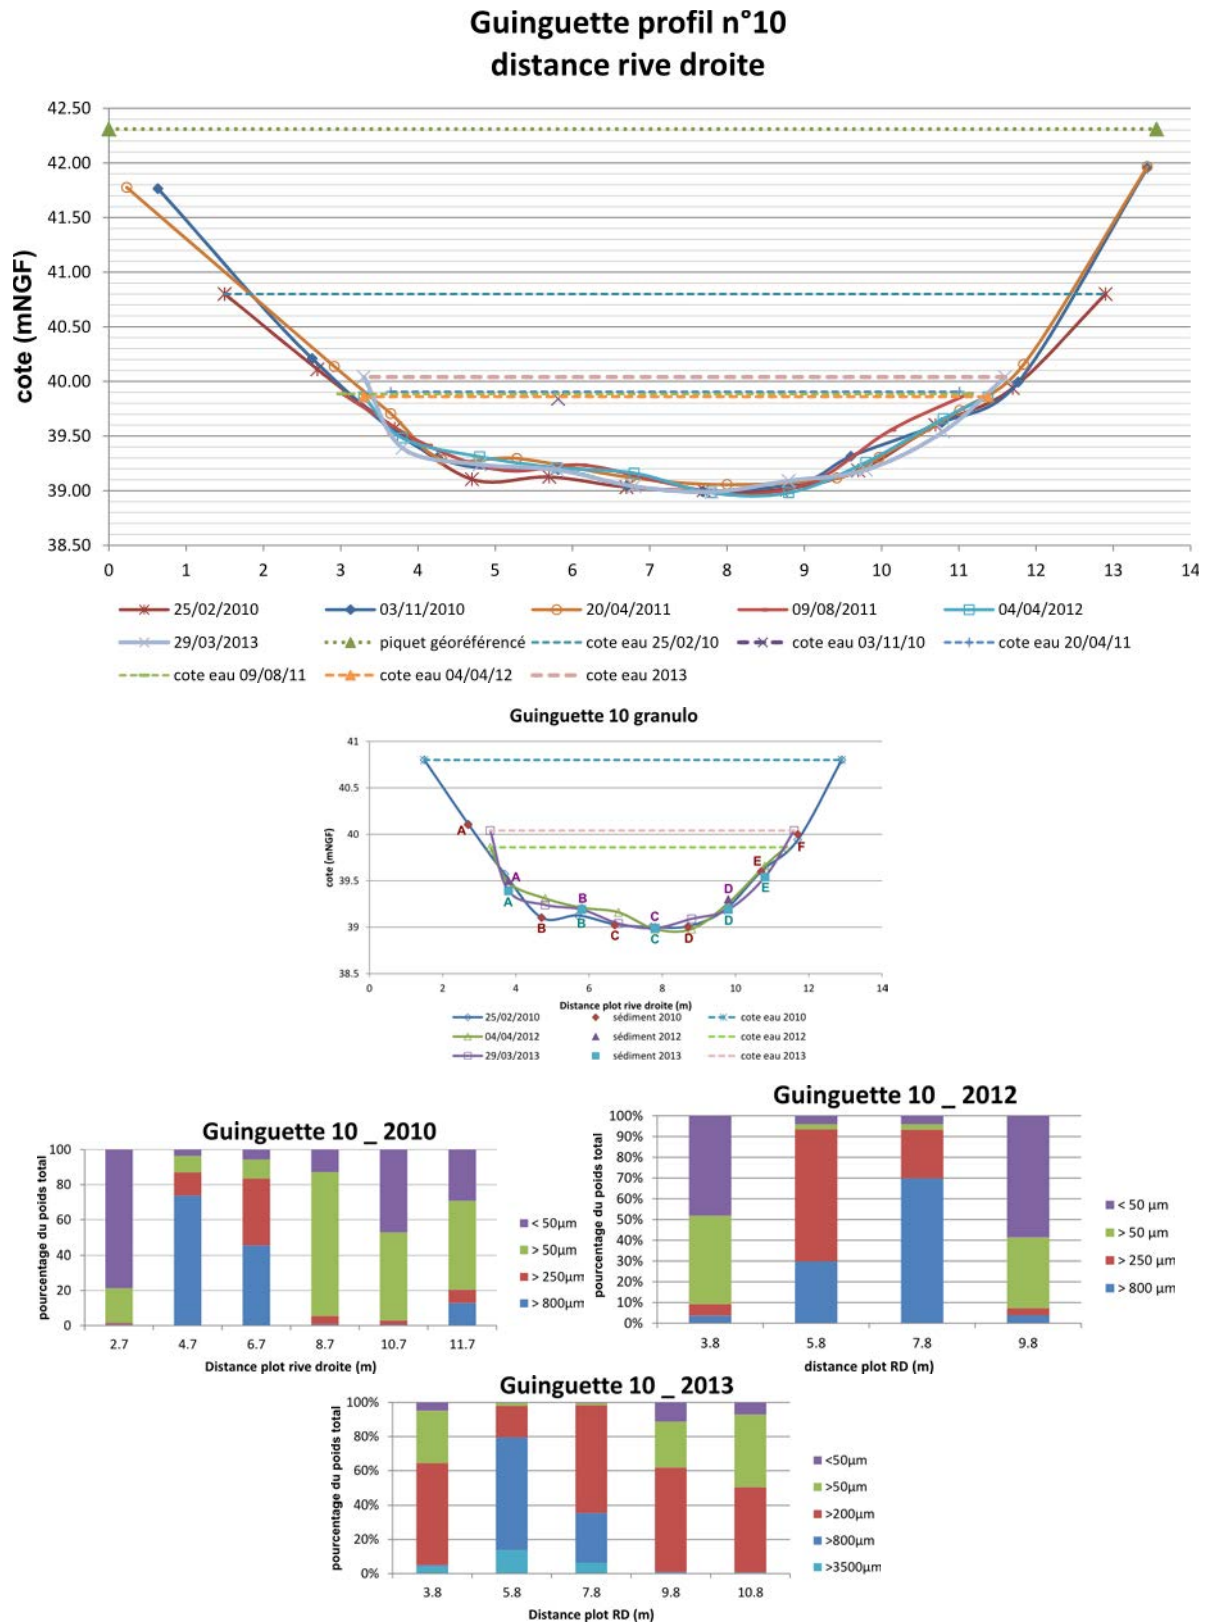 Guinguette profil n°10
distance rive droite
cote (mNGF)
42.50
42.00
41.50
41.00
40.50
40.00
39.50
39.00
38.50
0 1 2 3 4 5 6 7 8 9 10 11 12 13 14
25/02/2010 03/11/2010 20/04/2011 09/08/2011 04/04/2012
29/03/2013 piquet géoréférencé cote eau 25/02/10 cote eau 03/11/10 cote eau 20/04/11
cote eau 09/08/11 cote eau 04/04/12 cote eau 2013
Guinguette 10 granulo
cote (mNGF)
41
40.5
40
39.5
39
38.5
A
F
E
A
D
E
A
B
C
B
B
C
C
D
D
0 2 4 6 8 10 12 14
Distance plot rive droite (m)
25/02/2010 sédiment 2010 cote eau 2010
04/04/2012 sédiment 2012 cote eau 2012
29/03/2013 sédiment 2013 cote eau 2013
Guinguette 10 _ 2010
pourcentage du poids total
100
80
60
40
20
0
2.7 4.7 6.7 8.7 10.7 11.7
Distance plot rive droite (m)
< 50µm
> 50µm
> 250µm
> 800µm
Guinguette 10 _ 2012
pourcentage du poids total
100%
90%
80%
70%
60%
50%
40%
30%
20%
10%
0%
3.8 5.8 7.8 9.8
distance plot RD (m)
< 50 µm
> 50 µm
> 250 µm
> 800 µm
Guinguette 10 _ 2013
pourcentage du poids total
100%
80%
60%
40%
20%
0%
3.8 5.8 7.8 9.8 10.8
Distance plot RD (m)
<50µm
>50µm
>200µm
>800µm
>3500µm